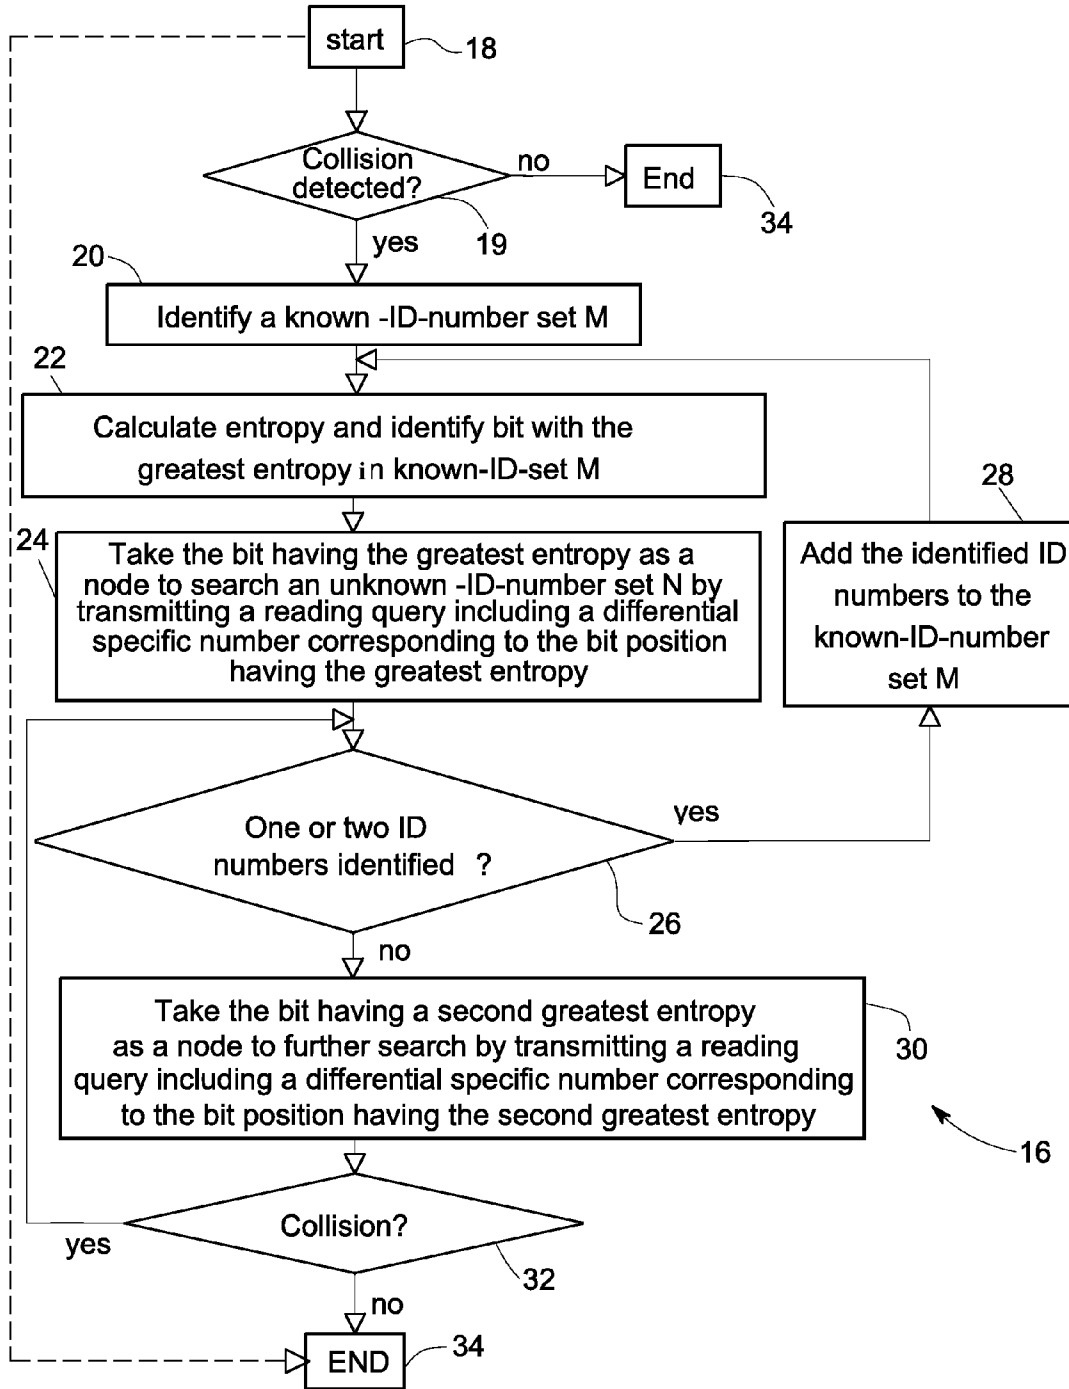 start
18
Collision
detected?
no
End
34
19
yes
20
Identify a known -ID-number set M
22
Calculate entropy and identify bit with the
greatest entropy in known-ID-set M
28
24
Take the bit having the greatest entropy as a
node to search an unknown -ID-number set N by
transmitting a reading query including a differential
specific number corresponding to the bit position
having the greatest entropy
Add the identified ID
numbers to the
known-ID-number
set M
One or two ID
numbers identified ?
yes
26
no
Take the bit having a second greatest entropy
as a node to further search by transmitting a reading
query including a differential specific number corresponding
to the bit position having the second greatest entropy
30
16
Collision?
yes
32
no
END
34